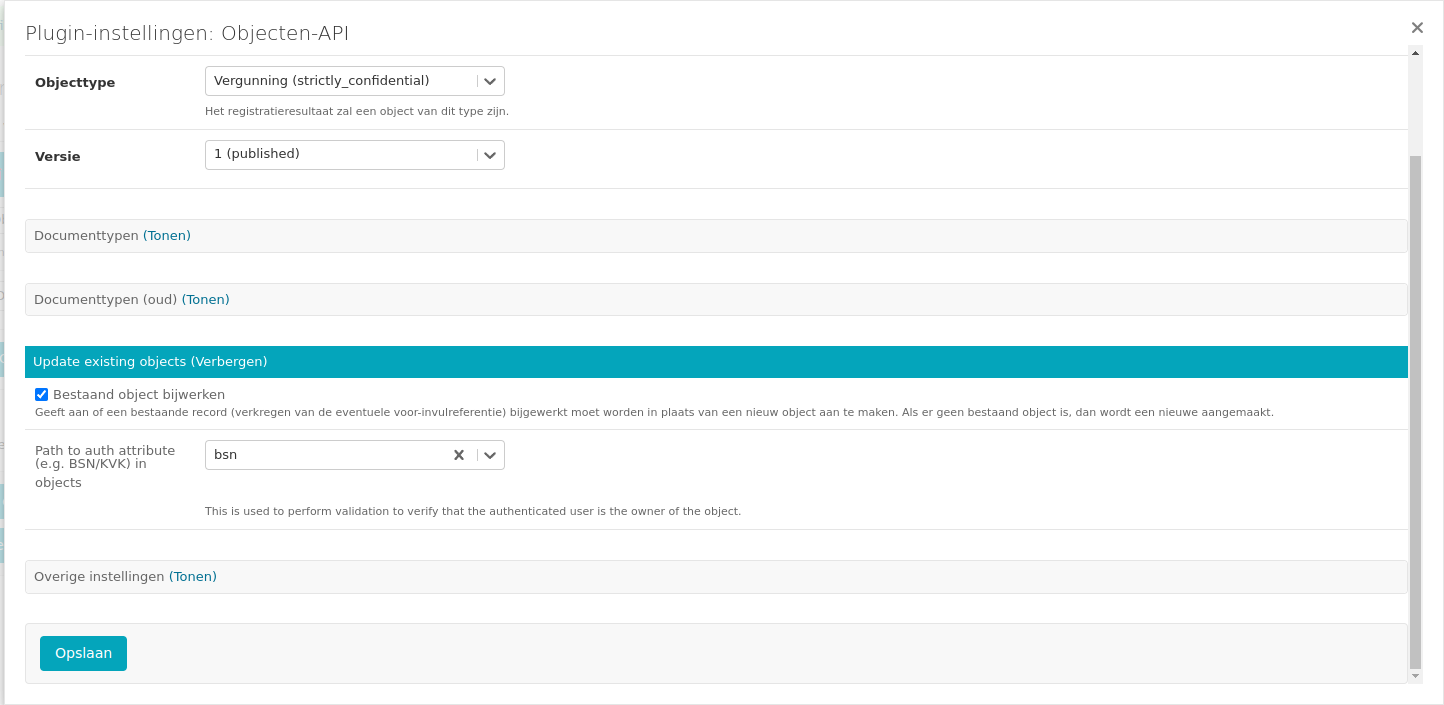 Plugin-instellingen: Objecten-API
Objecttype
Vergunning (strictly_confidential)
Het registratieresultaat zal een object van dit type zijn.
Versie
1 (published)
Documenttypen (Tonen)
Documenttypen (oud) (Tonen)
Update existing objects (Verbergen)
Bestaand object bijwerken
Geeft aan of een bestaande record (verkregen van de eventuele voor-invulreferentie) bijgewerkt moet worden in plaats van een nieuw object aan te maken. Als er geen bestaand object is, dan wordt een nieuwe aangemaakt.
Path to auth attribute
(e.g. BSN/KVK) in
objects
bsn
This is used to perform validation to verify that the authenticated user is the owner of the object.
Overige instellingen (Tonen)
Opslaan